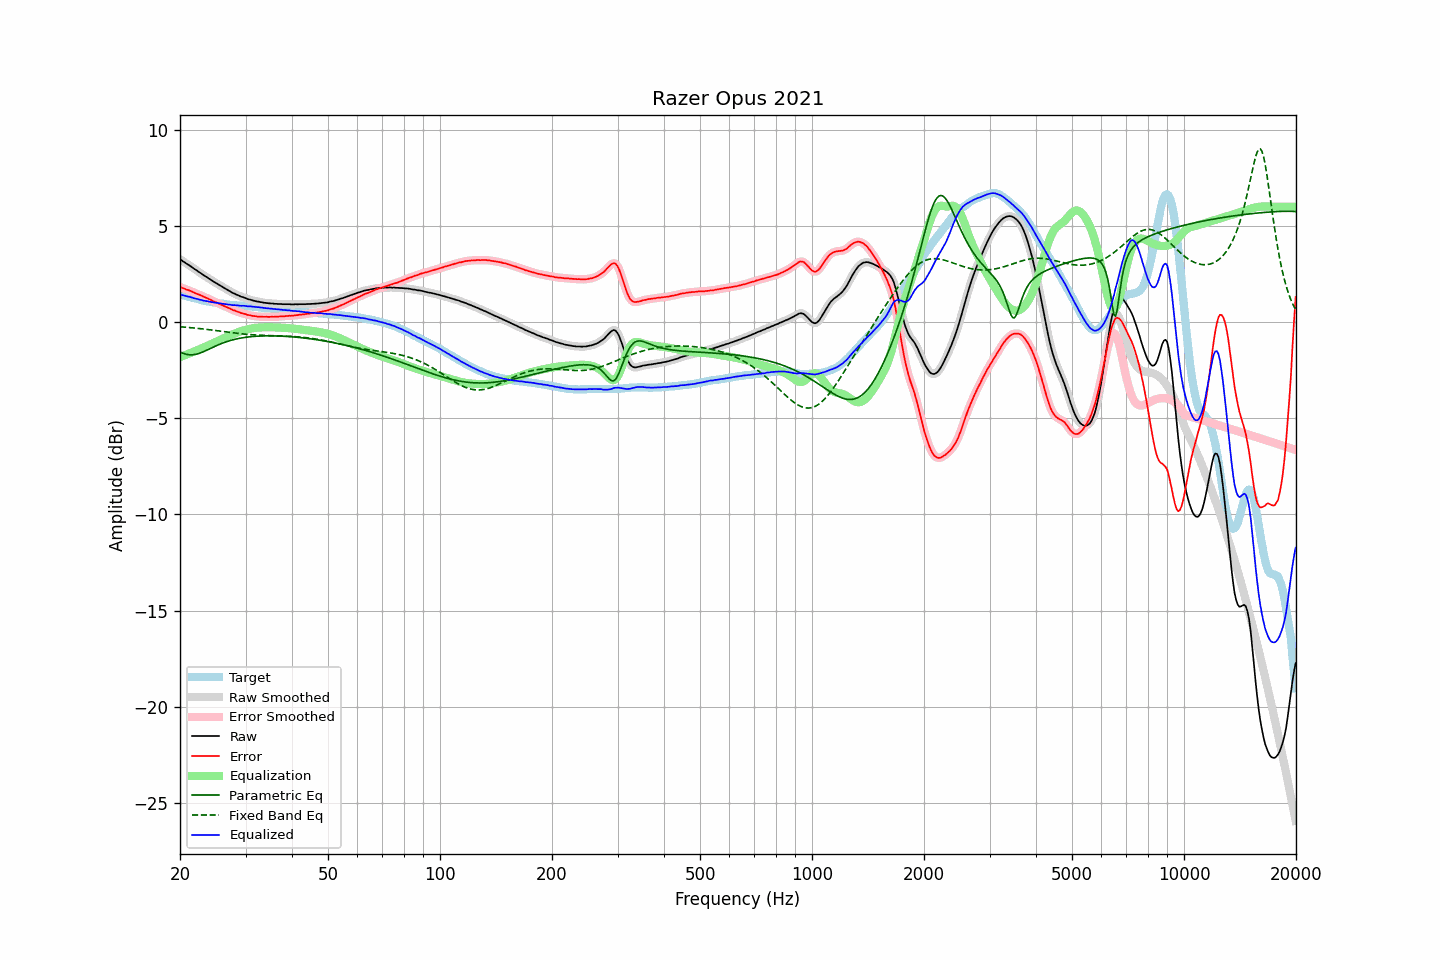 Razer Opus 2021
Amplitude (dBr)
10
5
0
−5
−10
−15
−20
−25
Target
Raw Smoothed
Error Smoothed
Raw
Error
Equalization
Parametric Eq
Fixed Band Eq
Equalized
20 50 100 200 500 1000 2000 5000 10000 20000
Frequency (Hz)